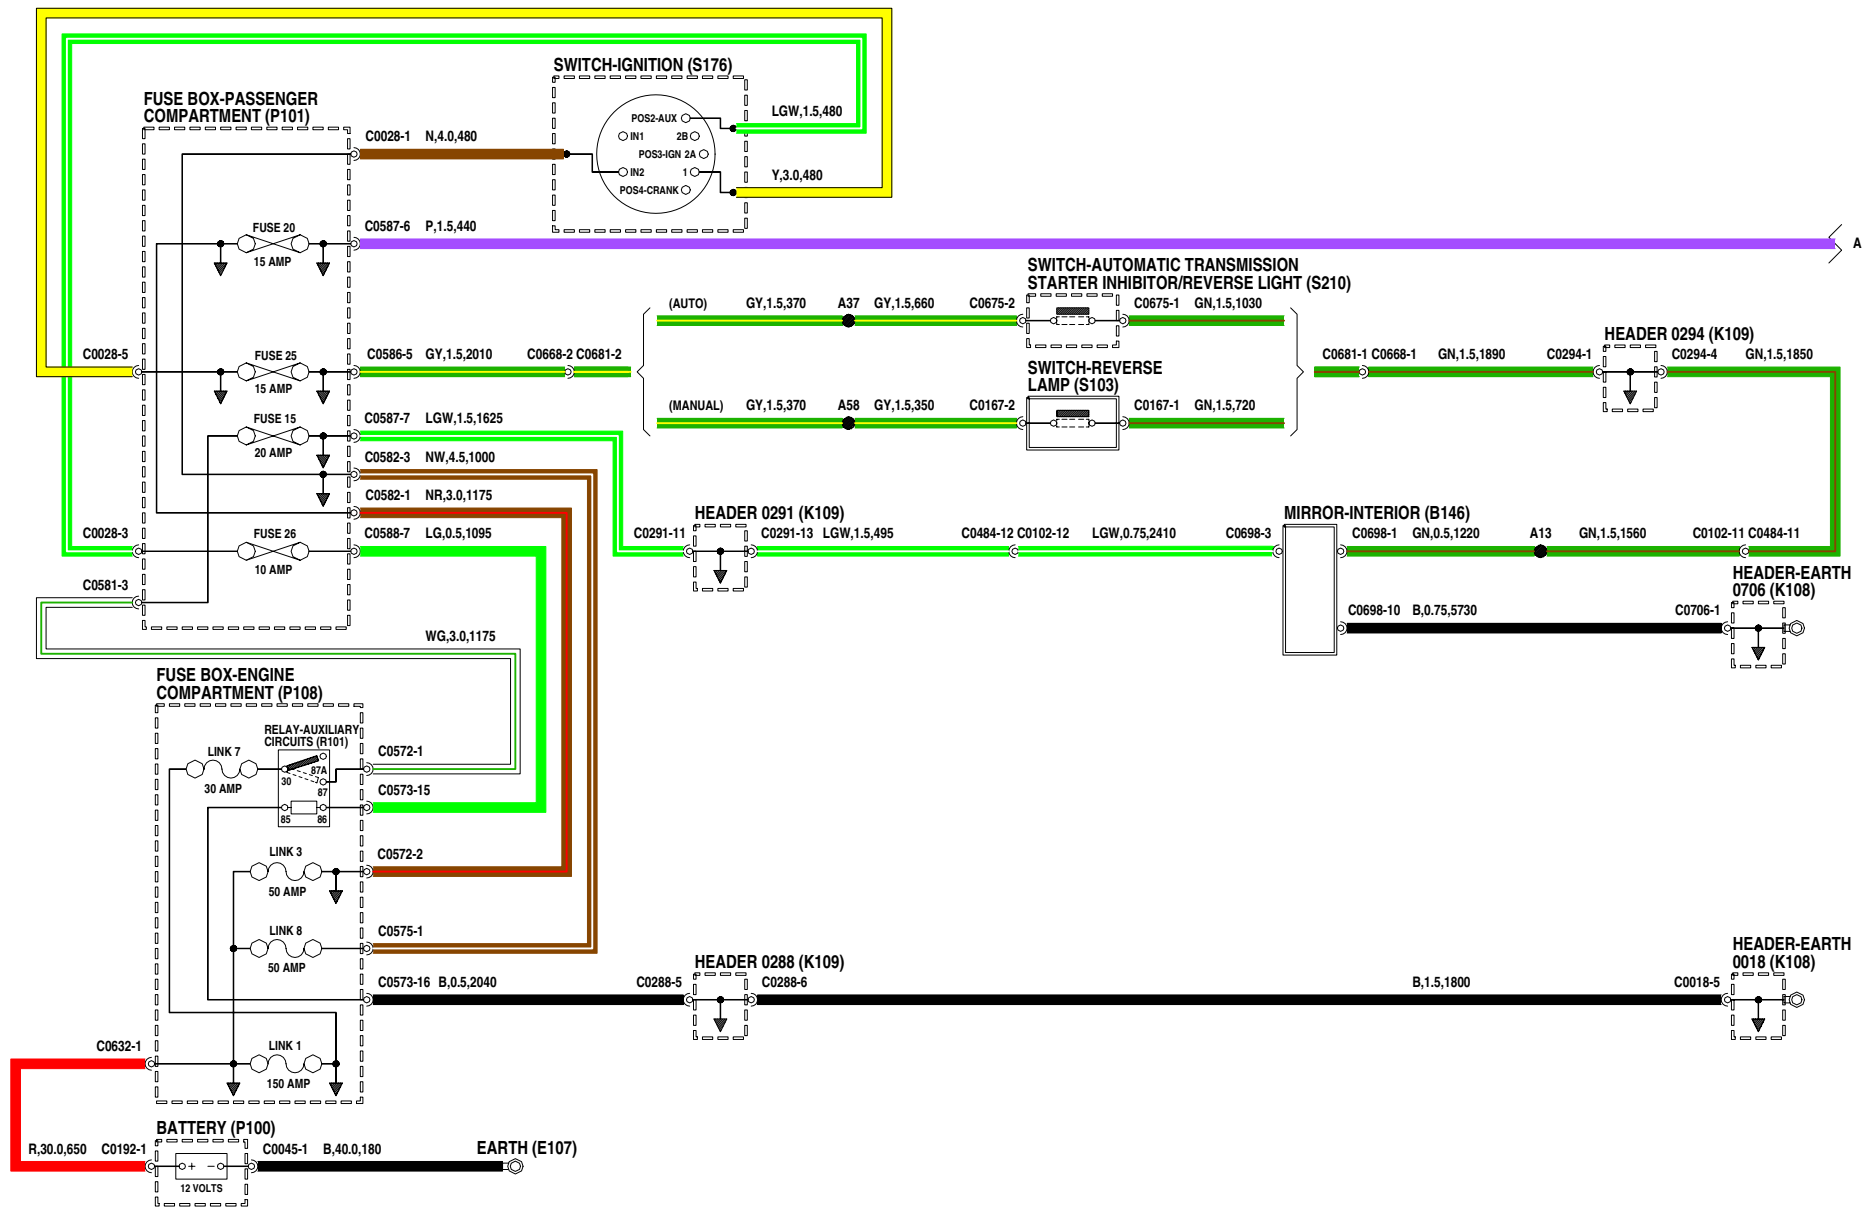 SWITCH-IGNITION (S176)
FUSE BOX-PASSENGER
COMPARTMENT (P101)
LGW,1.5,480
POS2-AUX
IN1
2B
POS3-IGN 2A
IN2
1
POS4-CRANK
C0028-1 N,4.0,480
Y,3.0,480
FUSE 20
15 AMP
C0587-6 P,1.5,440
A
SWITCH-AUTOMATIC TRANSMISSION
STARTER INHIBITOR/REVERSE LIGHT (S210)
(AUTO) GY,1.5,370 A37 GY,1.5,660 C0675-2 C0675-1 GN,1.5,1030
HEADER 0294 (K109)
C0028-5
FUSE 25
15 AMP
C0586-5 GY,1.5,2010 C0668-2 C0681-2
C0681-1 C0668-1 GN,1.5,1890 C0294-1 C0294-4 GN,1.5,1850
SWITCH-REVERSE
LAMP (S103)
(MANUAL) GY,1.5,370 A58 GY,1.5,350 C0167-2 C0167-1 GN,1.5,720
FUSE 15
20 AMP
C0587-7 LGW,1.5,1625
C0582-3 NW,4.5,1000
C0582-1 NR,3.0,1175
C0028-3
FUSE 26
10 AMP
C0588-7 LG,0.5,1095
HEADER 0291 (K109)
C0291-11 C0291-13 LGW,1.5,495 C0484-12 C0102-12 LGW,0.75,2410 C0698-3
MIRROR-INTERIOR (B146)
C0698-1 GN,0.5,1220 A13 GN,1.5,1560 C0102-11 C0484-11
HEADER-EARTH
0706 (K108)
C0698-10 B,0.75,5730 C0706-1
C0581-3
WG,3.0,1175
FUSE BOX-ENGINE
COMPARTMENT (P108)
RELAY-AUXILIARY
CIRCUITS (R101)
LINK 7
30 AMP
87A
30
87
85
86
C0572-1
C0573-15
LINK 3
50 AMP
C0572-2
LINK 8
50 AMP
C0575-1
C0573-16 B,0.5,2040 C0288-5
HEADER 0288 (K109)
C0288-6 B,1.5,1800 C0018-5
HEADER-EARTH
0018 (K108)
C0632-1
LINK 1
150 AMP
BATTERY (P100)
R,30.0,650 C0192-1
+ −
12 VOLTS
C0045-1 B,40.0,180
EARTH (E107)